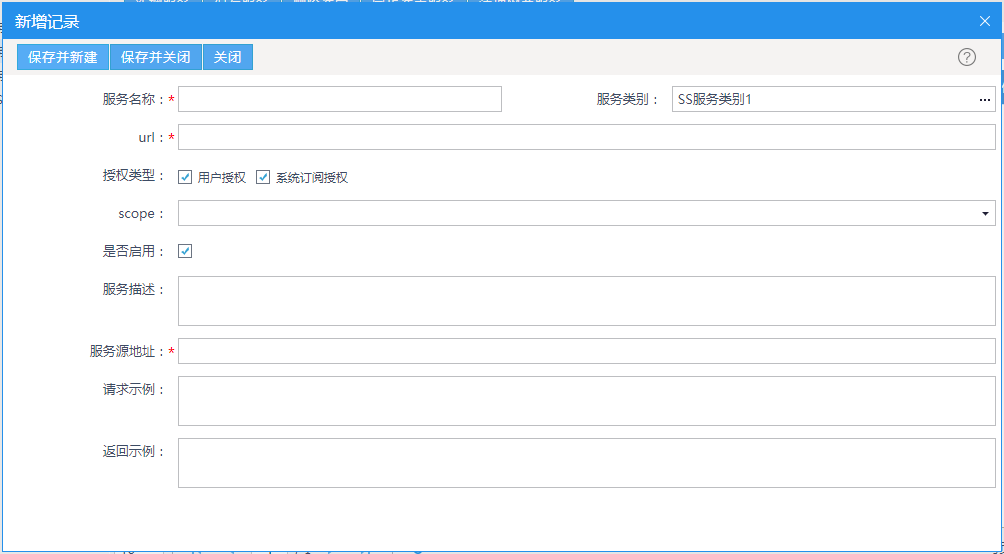 新增记录
保存并新建 保存并关闭 关闭
服务名称：* 服务类别： SS服务类别1
url：*
授权类型： 用户授权 系统订阅授权
scope：
是否启用：
服务描述：
服务源地址：*
请求示例：
返回示例：